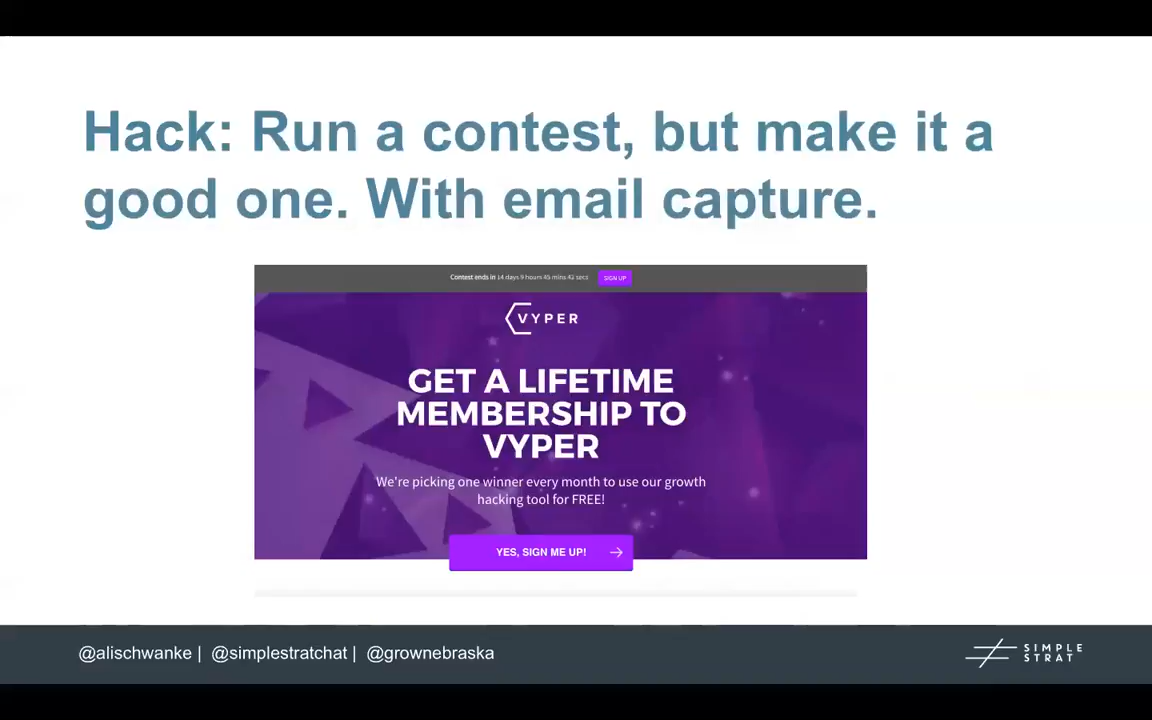 Hack: Run a contest, but make it a
good one. With email capture.
Contest ends in 14 days 9 hours 45 mins 41 secs SIGN UP
VYPER
GET A LIFETIME
MEMBERSHIP TO
VYPER
We're picking one winner every month to use our growth
hacking tool for FREE!
YES, SIGN ME UP!
@alischwanke | @simplestratchat | @grownebraska
SIMPLE
STRAT